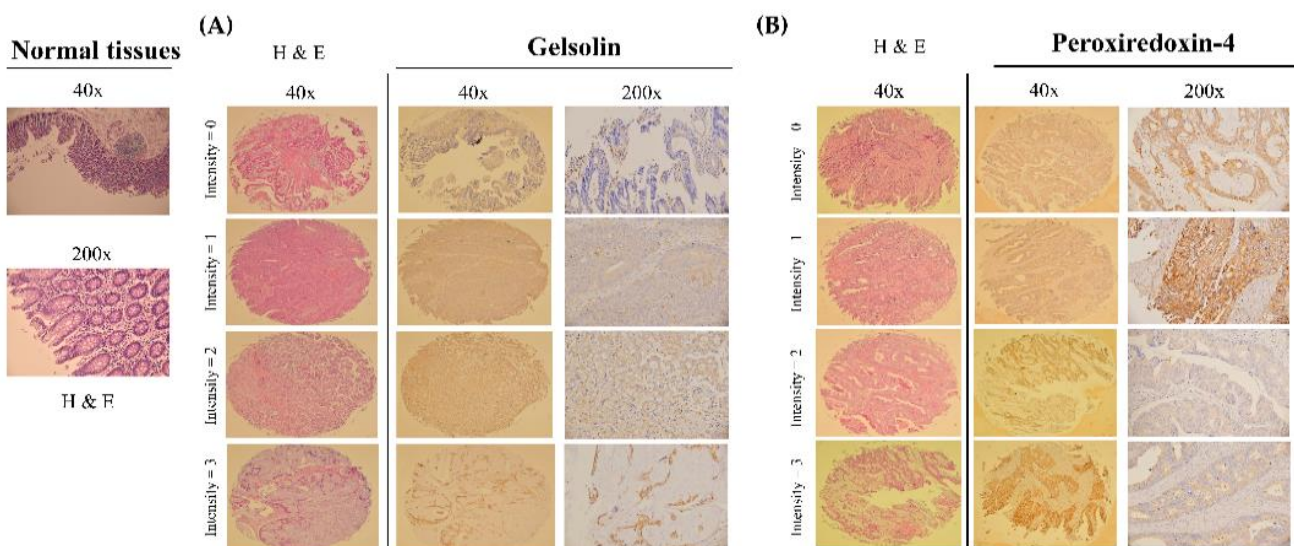 Normal tissues
40x
200x
H & E
(A)
H & E
Gelsolin
40x
40x
200x
Intensity = 0
Intensity = 1
Intensity = 2
Intensity = 3
(B)
H & E
Peroxiredoxin-4
40x
40x
200x
Intensity 0
Intensity 1
Intensity – 2
Intensity – 3